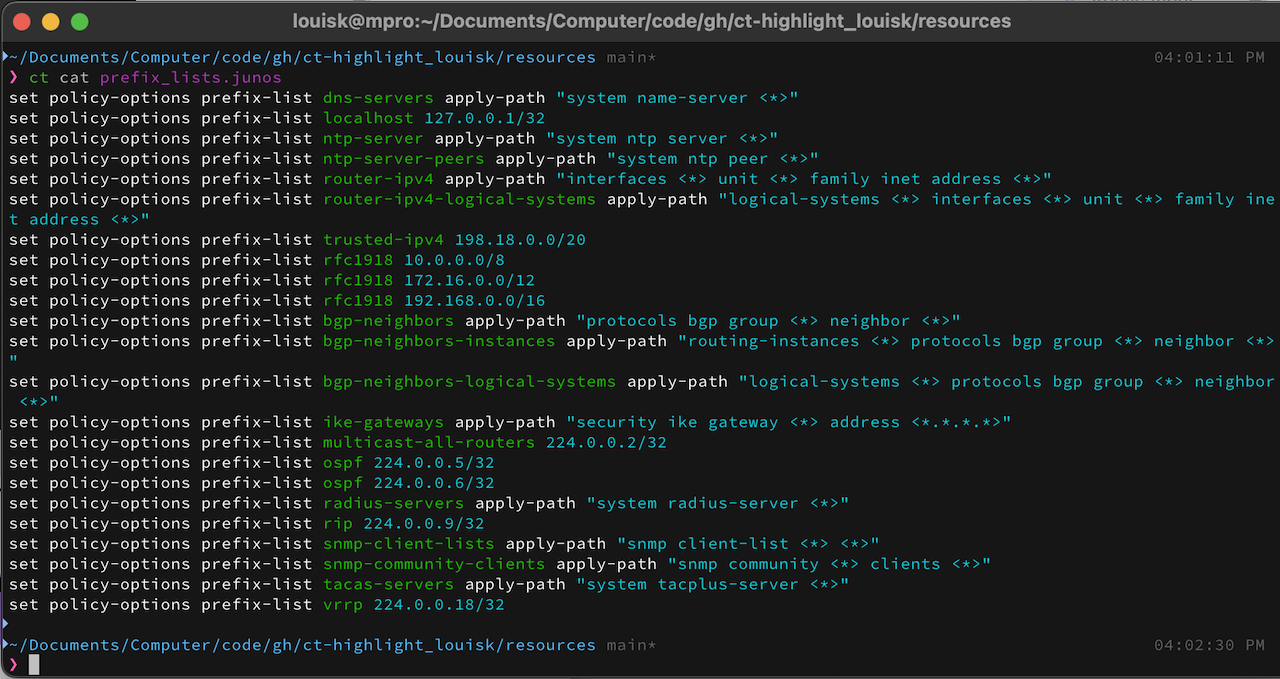 louisk@mpro:~/Documents/Computer/code/gh/ct-highlight_louisk/resources
~/Documents/Computer/code/gh/ct-highlight_louisk/resources main* 04:01:11 PM
❯ ct cat prefix_lists.junos
set policy-options prefix-list dns-servers apply-path "system name-server <*>"
set policy-options prefix-list localhost 127.0.0.1/32
set policy-options prefix-list ntp-server apply-path "system ntp server <*>"
set policy-options prefix-list ntp-server-peers apply-path "system ntp peer <*>"
set policy-options prefix-list router-ipv4 apply-path "interfaces <*> unit <*> family inet address <*>"
set policy-options prefix-list router-ipv4-logical-systems apply-path "logical-systems <*> interfaces <*> unit <*> family ine
t address <*>"
set policy-options prefix-list trusted-ipv4 198.18.0.0/20
set policy-options prefix-list rfc1918 10.0.0.0/8
set policy-options prefix-list rfc1918 172.16.0.0/12
set policy-options prefix-list rfc1918 192.168.0.0/16
set policy-options prefix-list bgp-neighbors apply-path "protocols bgp group <*> neighbor <*>"
set policy-options prefix-list bgp-neighbors-instances apply-path "routing-instances <*> protocols bgp group <*> neighbor <*>
"
set policy-options prefix-list bgp-neighbors-logical-systems apply-path "logical-systems <*> protocols bgp group <*> neighbor
 <*>"
set policy-options prefix-list ike-gateways apply-path "security ike gateway <*> address <*.*.*.*>"
set policy-options prefix-list multicast-all-routers 224.0.0.2/32
set policy-options prefix-list ospf 224.0.0.5/32
set policy-options prefix-list ospf 224.0.0.6/32
set policy-options prefix-list radius-servers apply-path "system radius-server <*>"
set policy-options prefix-list rip 224.0.0.9/32
set policy-options prefix-list snmp-client-lists apply-path "snmp client-list <*> <*>"
set policy-options prefix-list snmp-community-clients apply-path "snmp community <*> clients <*>"
set policy-options prefix-list tacas-servers apply-path "system tacplus-server <*>"
set policy-options prefix-list vrrp 224.0.0.18/32
~/Documents/Computer/code/gh/ct-highlight_louisk/resources main* 04:02:30 PM
❯